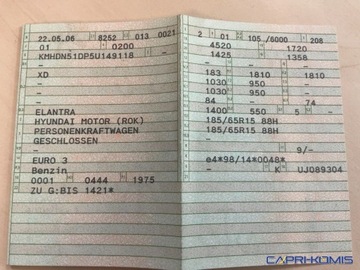 22.05.06 8252 013 0021
01 0200
KMHDN51DP5U149118 -
-
XD
-
-
ELANTRA
HYUNDAI MOTOR (ROK)
PERSONENKRAFTWAGEN
GESCHLOSSEN
-
EURO 3
Benzin
0001 0444 1975
ZU G:BIS 1421*
2 01 105 /6000 208
4520 1720
1425 1358
- -
183 1810 1810
1030 950 -
1030 950 -
84 - 74
1400 550 5 -
185/65R15 88H
185/65R15 88H
-
9/-
e4*98/14*0048*
- K UJ089304
CAPRI-KOMIS